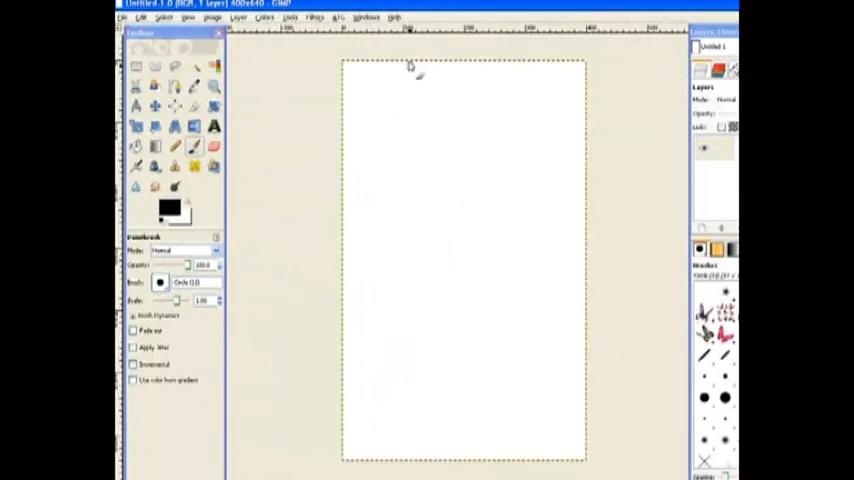 Untitled-1.0 (RGB, 1 layer) 400x640 - GIMP
File Edit Select View Image Layer Colors Tools Filters Windows Help
Toolbox
Untitled 1
Layers
Mode: Normal
Opacity:
Lock:
Paintbrush
Mode: Normal
Opacity: 100.0
Brush: Circle (11)
Scale: 1.00
Brush Dynamics
Fade out
Apply Jitter
Incremental
Use color from gradient
Brushes
Spacing: